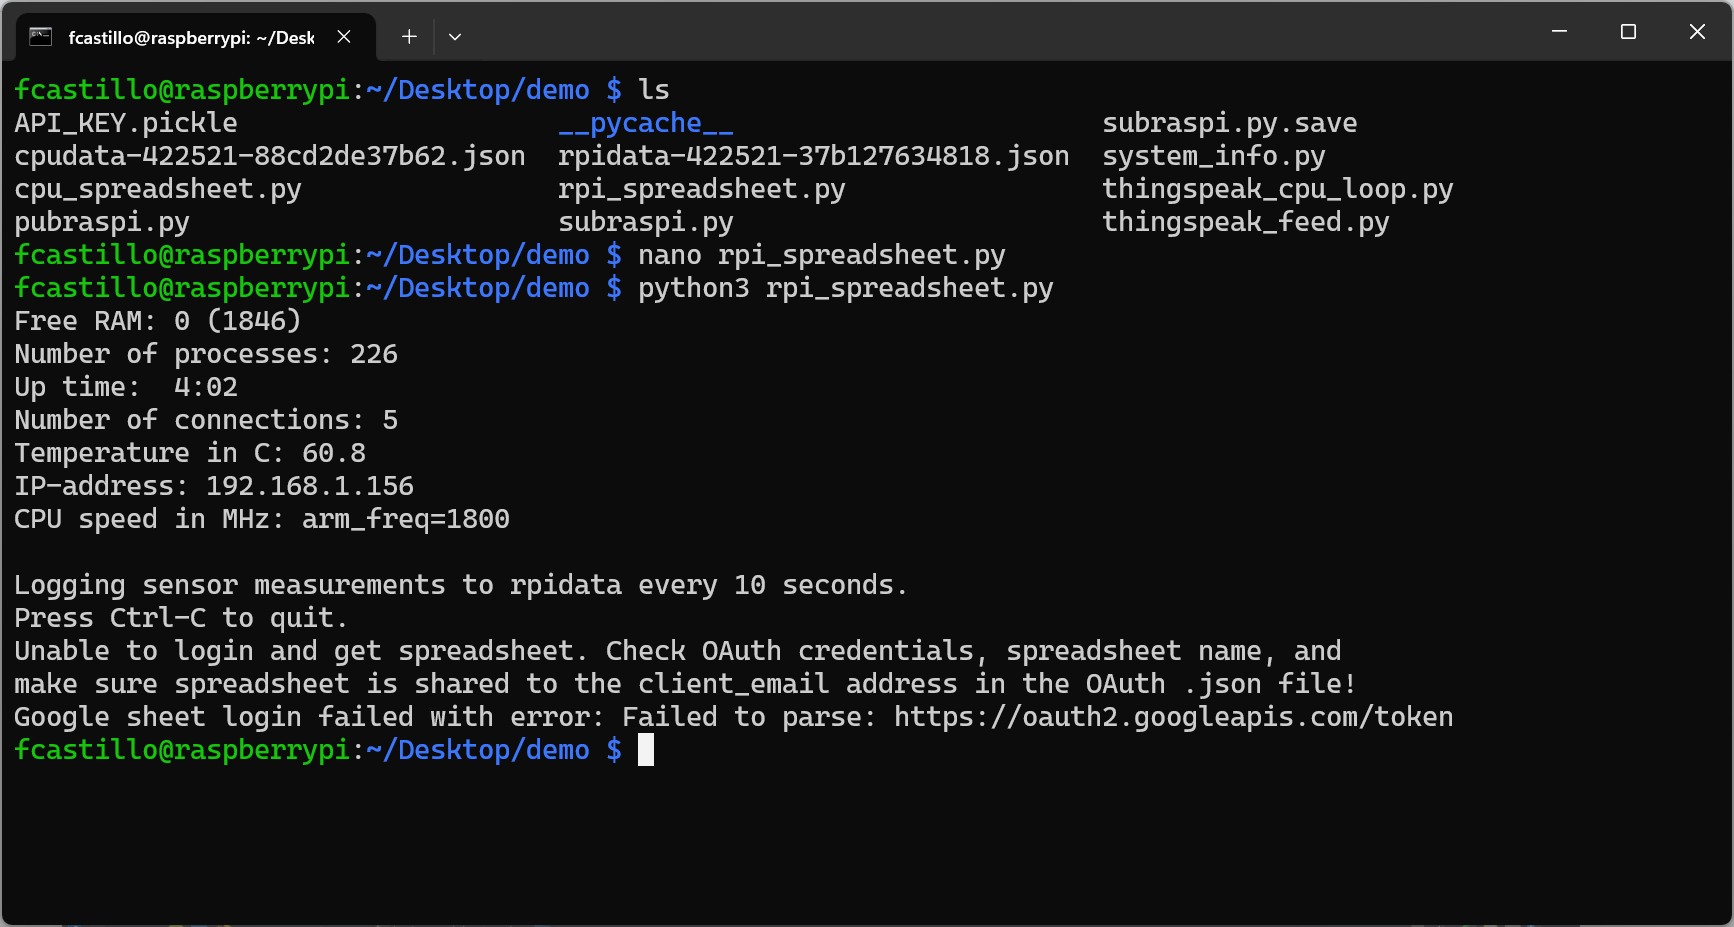 fcastillo@raspberrypi: ~/Desk
fcastillo@raspberrypi:~/Desktop/demo $ ls
API_KEY.pickle __pycache__ subraspi.py.save
cpudata-422521-88cd2de37b62.json rpidata-422521-37b127634818.json system_info.py
cpu_spreadsheet.py rpi_spreadsheet.py thingspeak_cpu_loop.py
pubraspi.py subraspi.py thingspeak_feed.py
fcastillo@raspberrypi:~/Desktop/demo $ nano rpi_spreadsheet.py
fcastillo@raspberrypi:~/Desktop/demo $ python3 rpi_spreadsheet.py
Free RAM: 0 (1846)
Number of processes: 226
Up time:  4:02
Number of connections: 5
Temperature in C: 60.8
IP-address: 192.168.1.156
CPU speed in MHz: arm_freq=1800
Logging sensor measurements to rpidata every 10 seconds.
Press Ctrl-C to quit.
Unable to login and get spreadsheet. Check OAuth credentials, spreadsheet name, and
make sure spreadsheet is shared to the client_email address in the OAuth .json file!
Google sheet login failed with error: Failed to parse: https://oauth2.googleapis.com/token
fcastillo@raspberrypi:~/Desktop/demo $